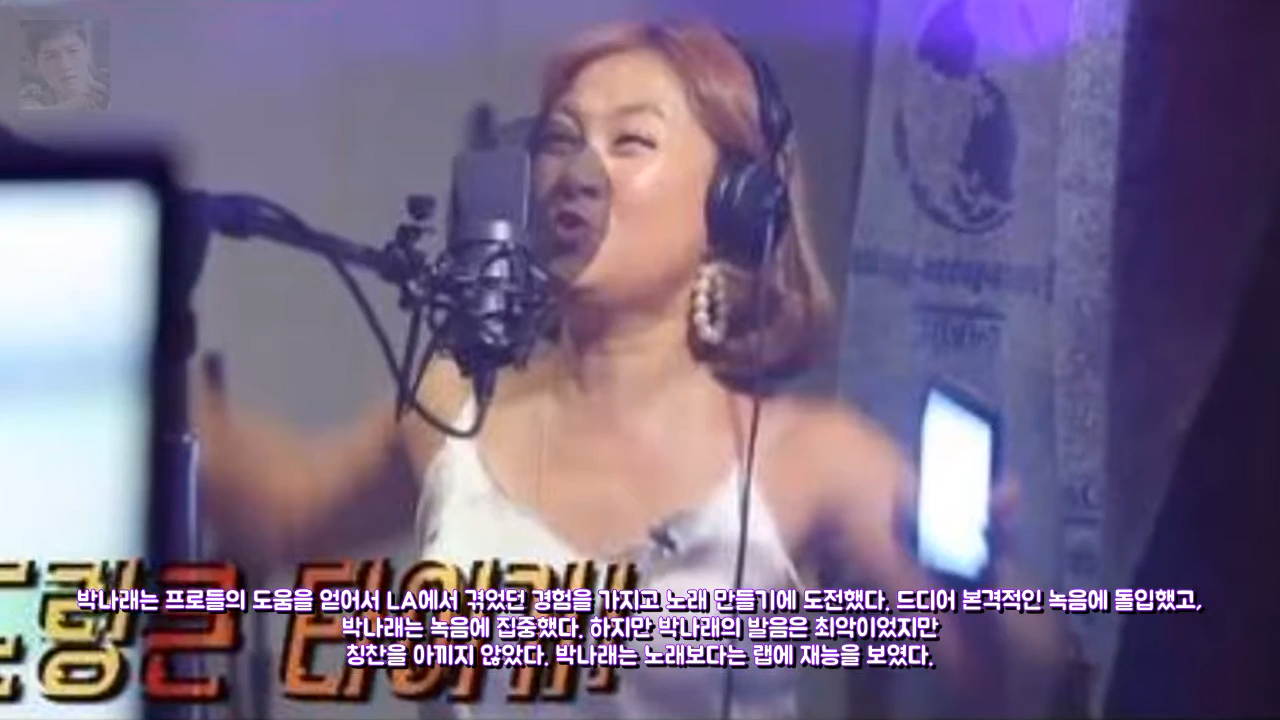 박나래는 프로들의 도움을 얻어서 LA에서 겪었던 경험을 가지고 노래 만들기에 도전했다. 드디어 본격적인 녹음에 돌입했고,
박나래는 녹음에 집중했다. 하지만 박나래의 발음은 최악이었지만
칭찬을 아끼지 않았다. 박나래는 노래보다는 랩에 재능을 보였다.